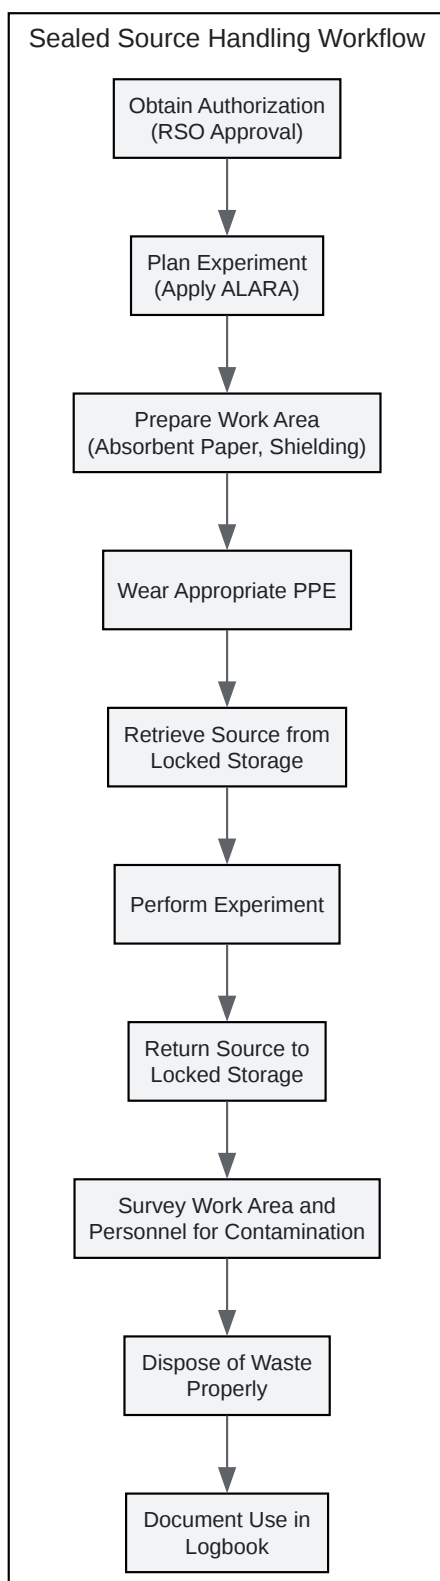 Sealed Source Handling Workflow
Obtain Authorization
(RSO Approval)
Plan Experiment
(Apply ALARA)
Prepare Work Area
(Absorbent Paper, Shielding)
Wear Appropriate PPE
Retrieve Source from
Locked Storage
Perform Experiment
Return Source to
Locked Storage
Survey Work Area and
Personnel for Contamination
Dispose of Waste
Properly
Document Use in
Logbook